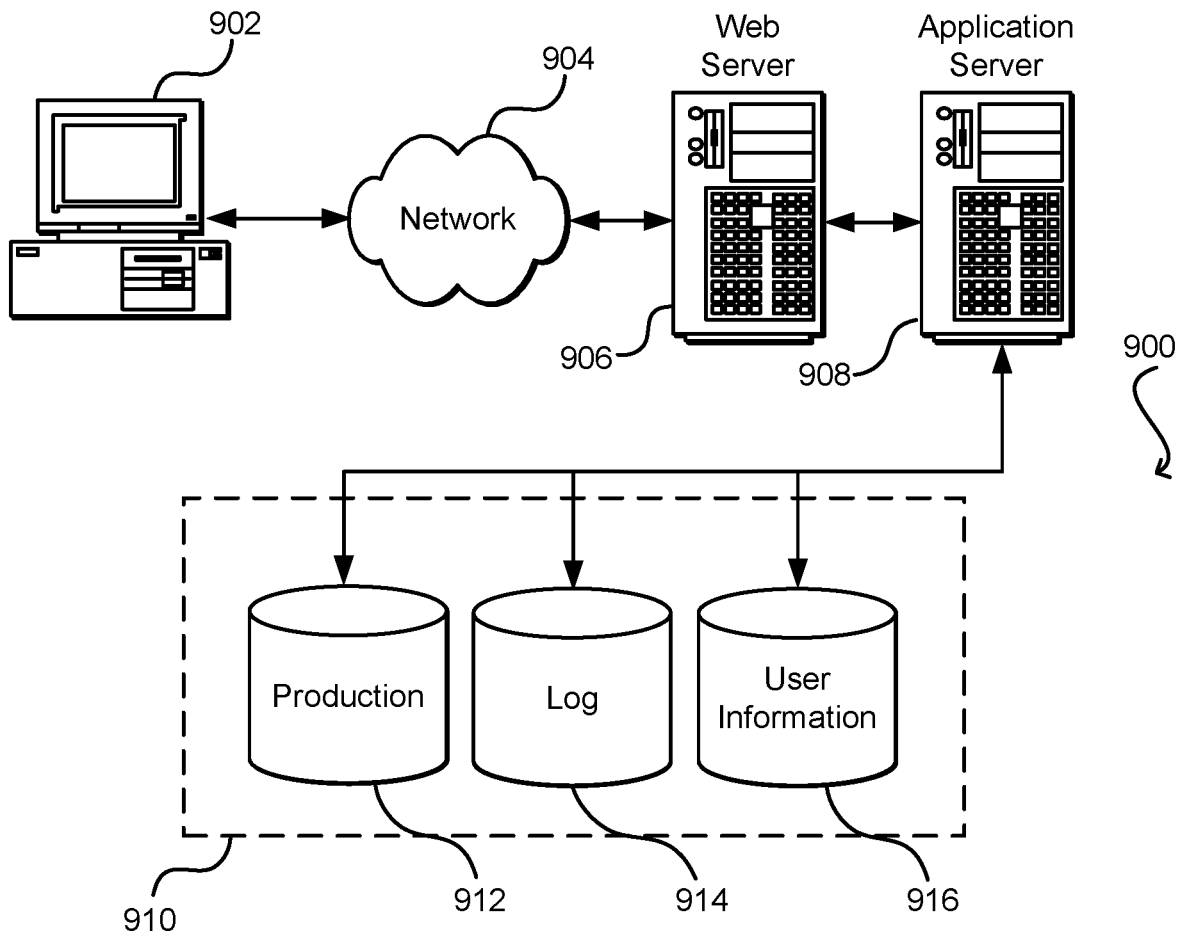 902
904
Web
Server
Application
Server
Network
906
908
900
Production
Log
User
Information
910
912
914
916